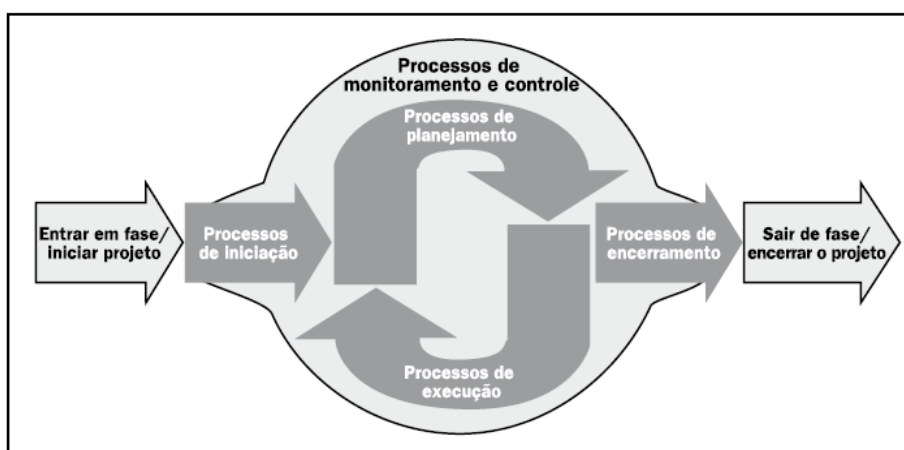 Processos de
monitoramento e controle
Processos de
planejamento
Entrar em fase/
iniciar projeto
Processos
de iniciação
Processos de
encerramento
Sair de fase/
encerrar o projeto
Processos de
execução